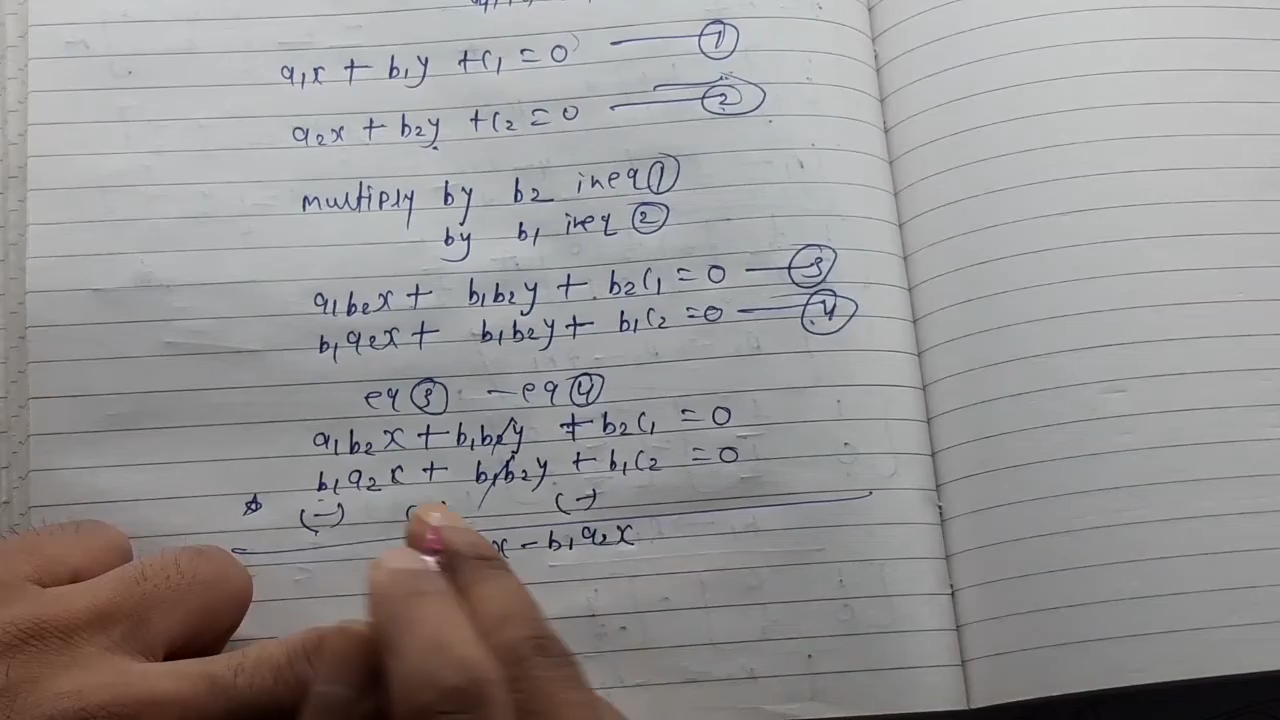 a₁x + b₁y + c₁ = 0 —— ①
a₂x + b₂y + c₂ = 0 —— ②
multiply by b₂ in eq ①
by b₁ in eq ②
a₁b₂x + b₁b₂y + b₂c₁ = 0 —— ③
b₁a₂x + b₁b₂y + b₁c₂ = 0 —— ④
eq ③ - eq ④
a₁b₂x + b₁b₂y + b₂c₁ = 0
b₁a₂x + b₁b₂y + b₁c₂ = 0
(-) (-)
x - b₁a₂x